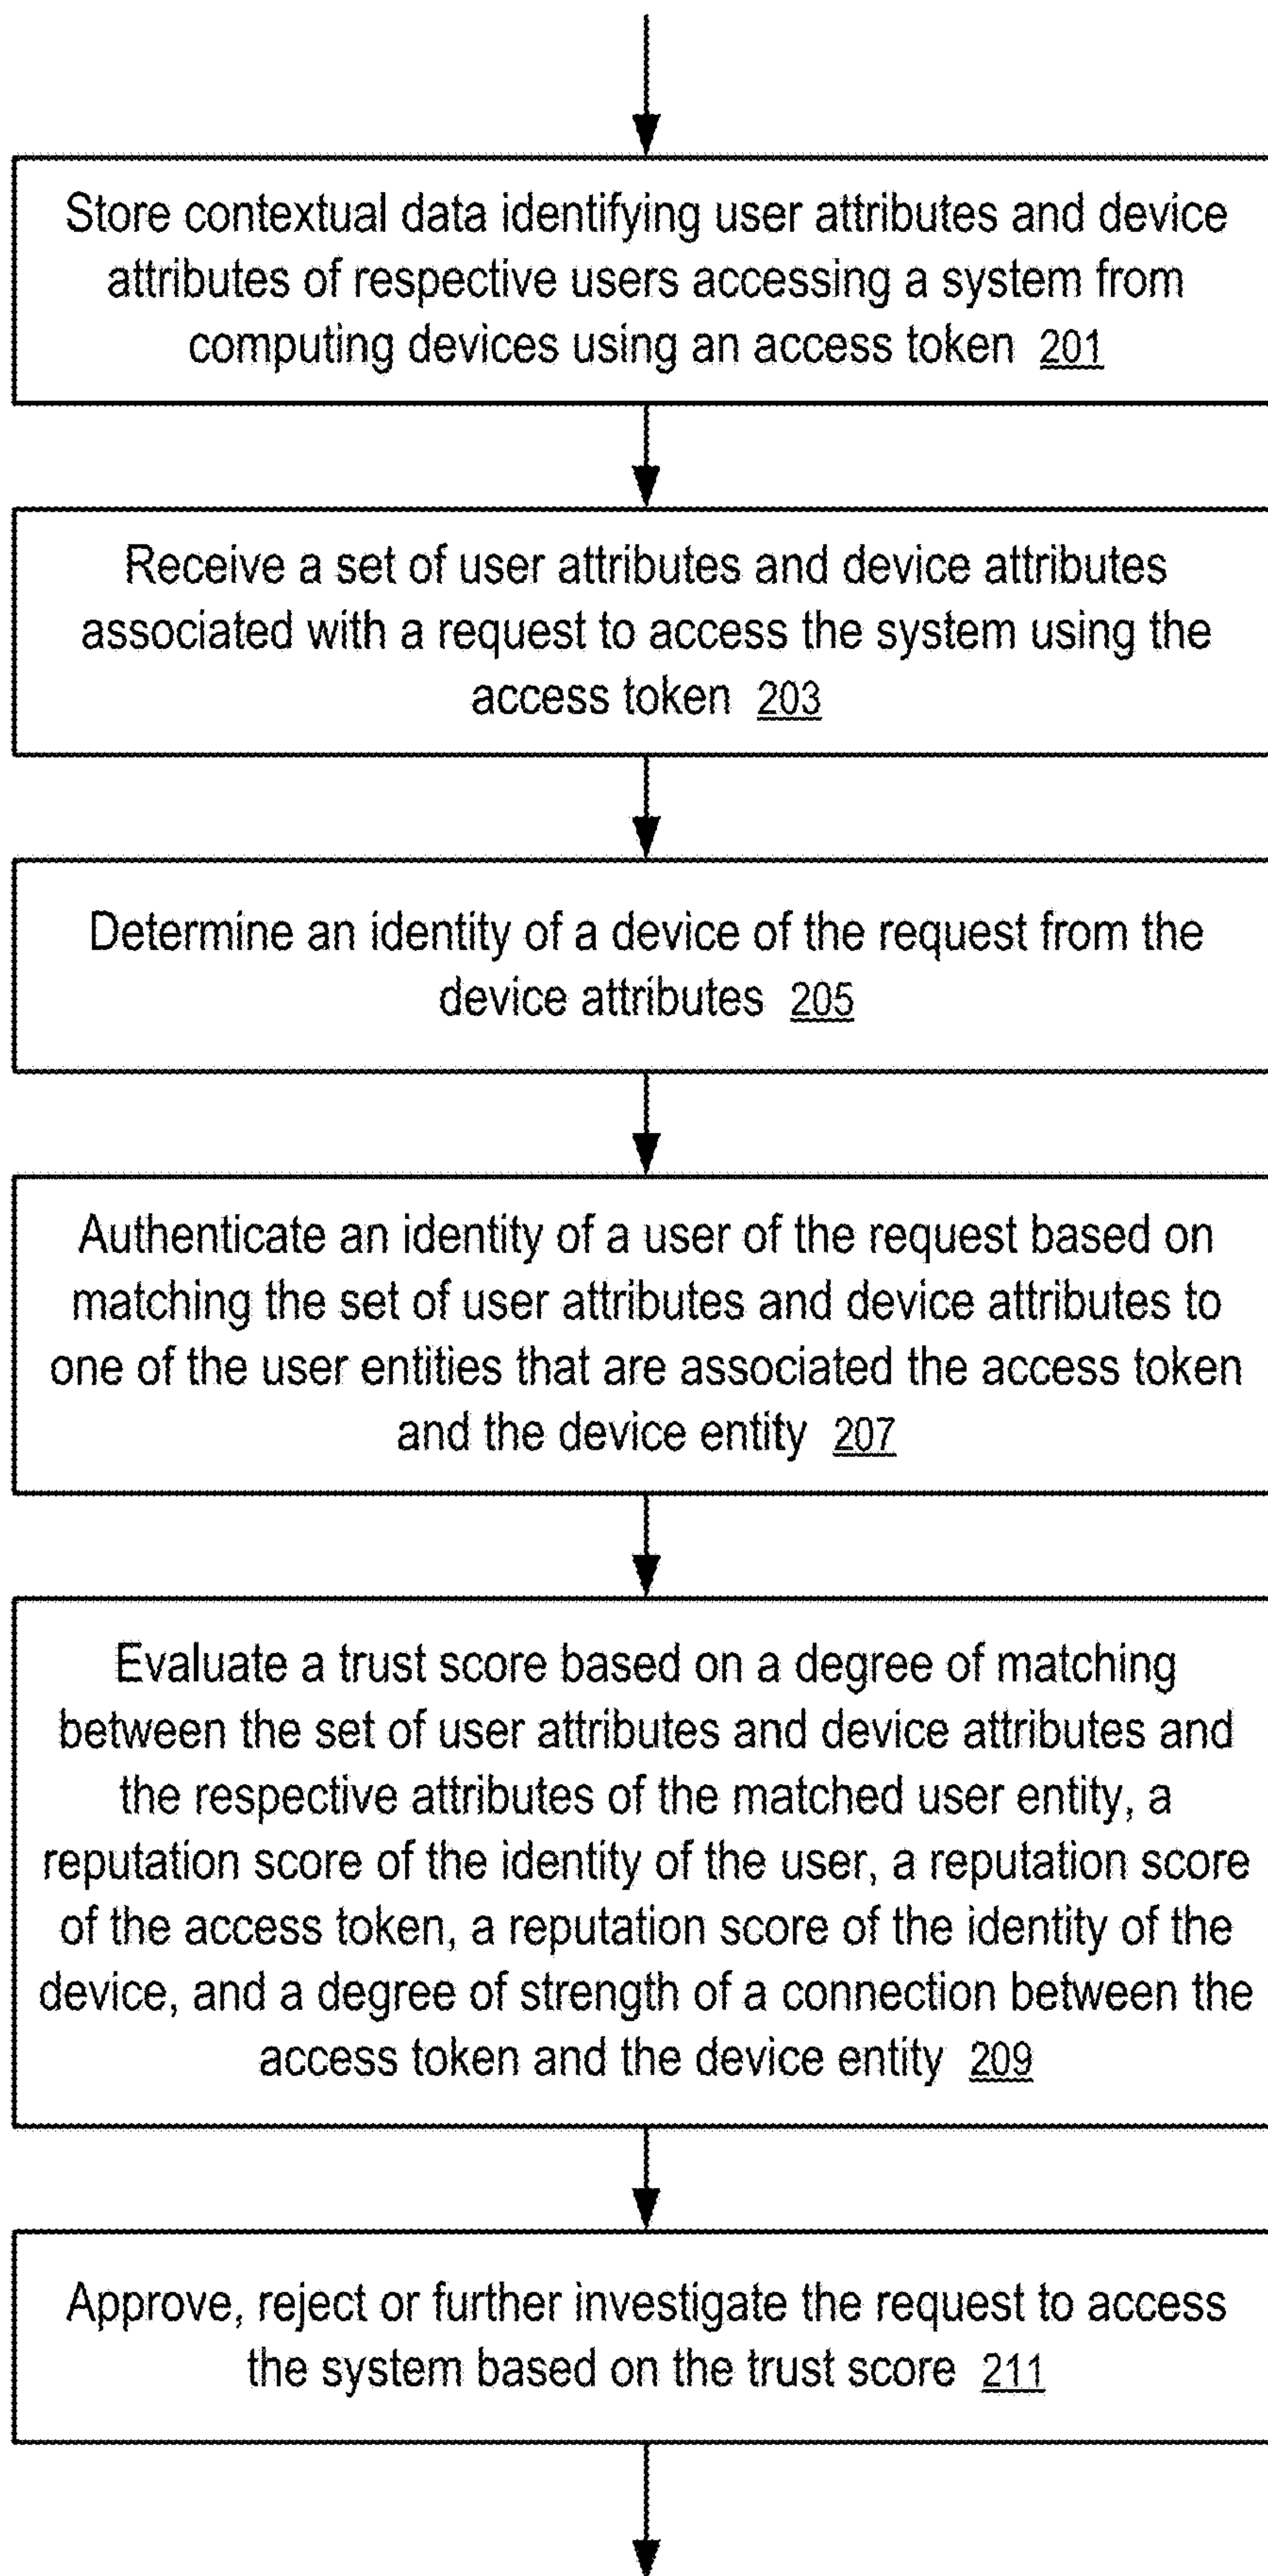 Store contextual data identifying user attributes and device
attributes of respective users accessing a system from
computing devices using an access token 201
Receive a set of user attributes and device attributes
associated with a request to access the system using the
access token 203
Determine an identity of a device of the request from the
device attributes 205
Authenticate an identity of a user of the request based on
matching the set of user attributes and device attributes to
one of the user entities that are associated the access token
and the device entity 207
Evaluate a trust score based on a degree of matching
between the set of user attributes and device attributes and
the respective attributes of the matched user entity, a
reputation score of the identity of the user, a reputation score
of the access token, a reputation score of the identity of the
device, and a degree of strength of a connection between the
access token and the device entity 209
Approve, reject or further investigate the request to access
the system based on the trust score 211